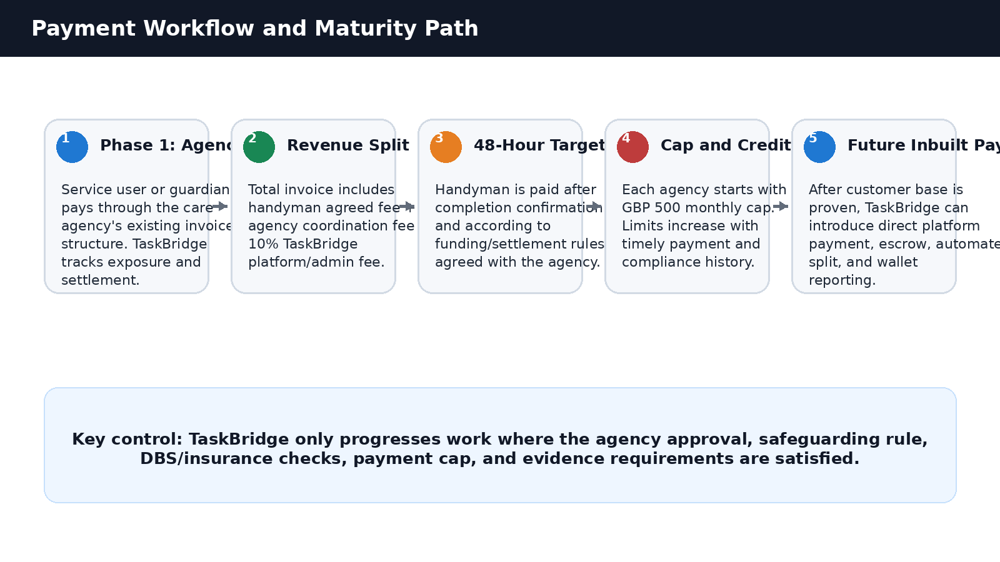 Payment Workflow and Maturity Path
1
Phase 1:
Service user or guardian
pays through the care
agency's existing invoice
structure. TaskBridge
tracks exposure and
settlement.
2
Revenue Split
Total invoice includes
handyman agreed fee +
agency coordination fee
10% TaskBridge
platform/admin fee.
3
48-Hour Target
Handyman is paid after
completion confirmation
and according to
funding/settlement rules
agreed with the agency.
4
Cap and Credit
Each agency starts with
GBP 500 monthly cap.
Limits increase with
timely payment and
compliance history.
5
Future Inbuilt Pay
After customer base is
proven, TaskBridge can
introduce direct platform
payment, escrow, automate
split, and wallet
reporting.
Key control: TaskBridge only progresses work where the agency approval, safeguarding rule,
DBS/insurance checks, payment cap, and evidence requirements are satisfied.